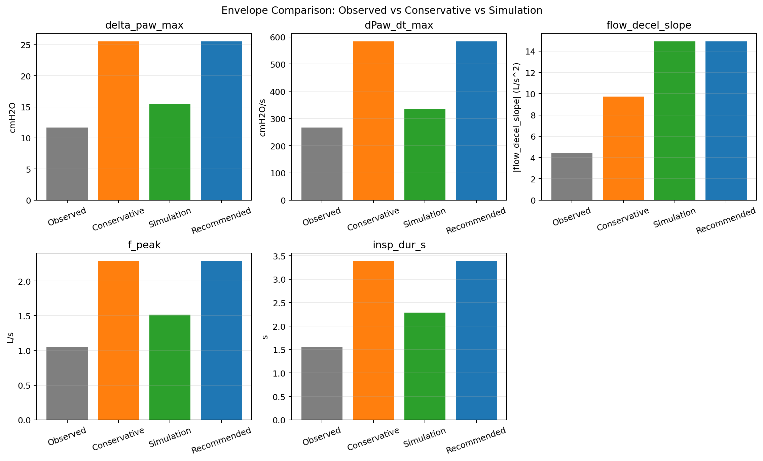 Envelope Comparison: Observed vs Conservative vs Simulation
delta_paw_max
cmH2O
25
20
15
10
5
0
Observed
Conservative
Simulation
Recommended
dPaw_dt_max
cmH2O/s
600
500
400
300
200
100
0
Observed
Conservative
Simulation
Recommended
flow_decel_slope
|flow_decel_slope| (L/s^2)
14
12
10
8
6
4
2
0
Observed
Conservative
Simulation
Recommended
f_peak
L/s
2.0
1.5
1.0
0.5
0.0
Observed
Conservative
Simulation
Recommended
insp_dur_s
s
3.5
3.0
2.5
2.0
1.5
1.0
0.5
0.0
Observed
Conservative
Simulation
Recommended